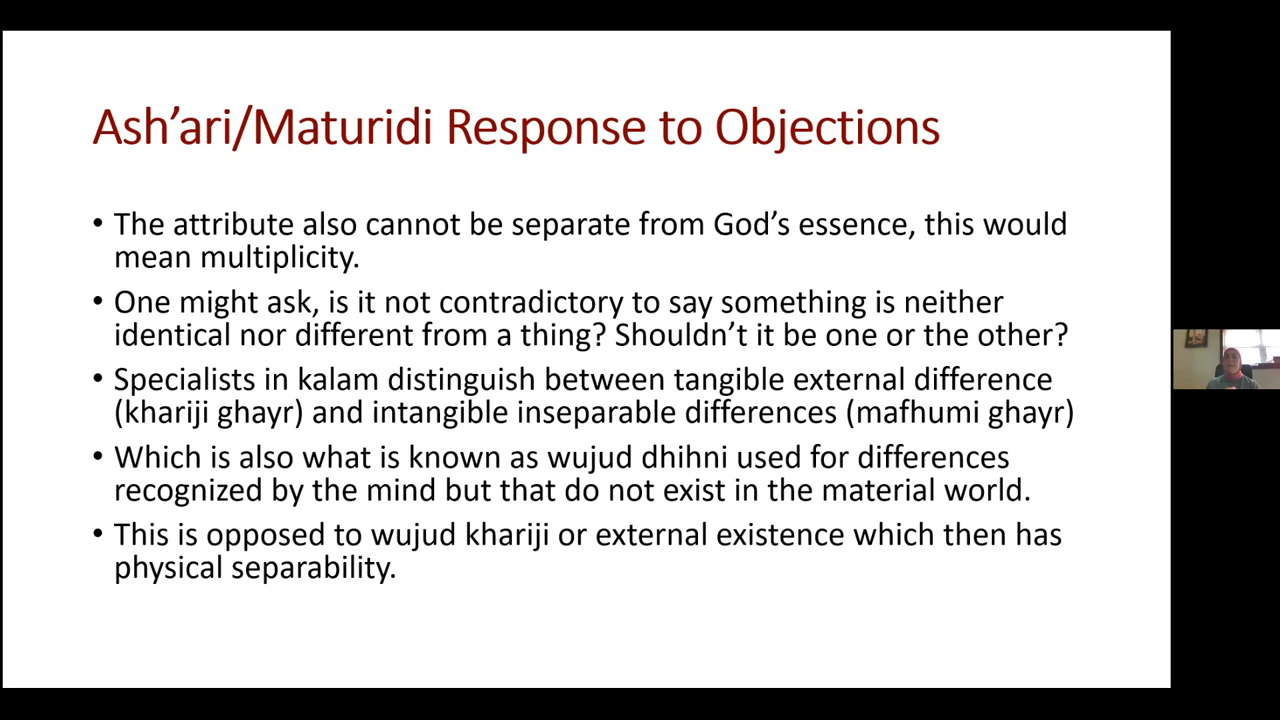 Ash’ari/Maturidi Response to Objections
• The attribute also cannot be separate from God’s essence, this would
mean multiplicity.
• One might ask, is it not contradictory to say something is neither
identical nor different from a thing? Shouldn’t it be one or the other?
• Specialists in kalam distinguish between tangible external difference
(khariji ghayr) and intangible inseparable differences (mafhumi ghayr)
• Which is also what is known as wujud dhihni used for differences
recognized by the mind but that do not exist in the material world.
• This is opposed to wujud khariji or external existence which then has
physical separability.